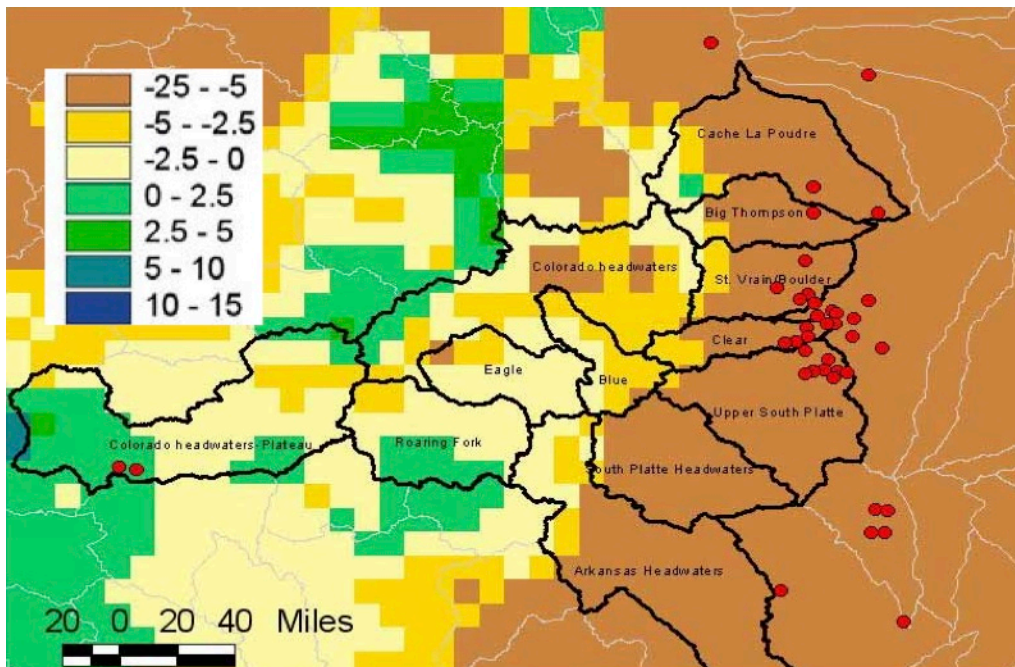 -25 - -5
-5 - -2.5
-2.5 - 0
0 - 2.5
2.5 - 5
5 - 10
10 - 15
Cache La Poudre
Big Thompson
Colorado headwaters
St. Vrain/Boulder
Clear
Eagle
Blue
Upper South Platte
Colorado headwaters-Plateau
Roaring Fork
South Platte Headwaters
Arkansas Headwaters
20 0 20 40 Miles